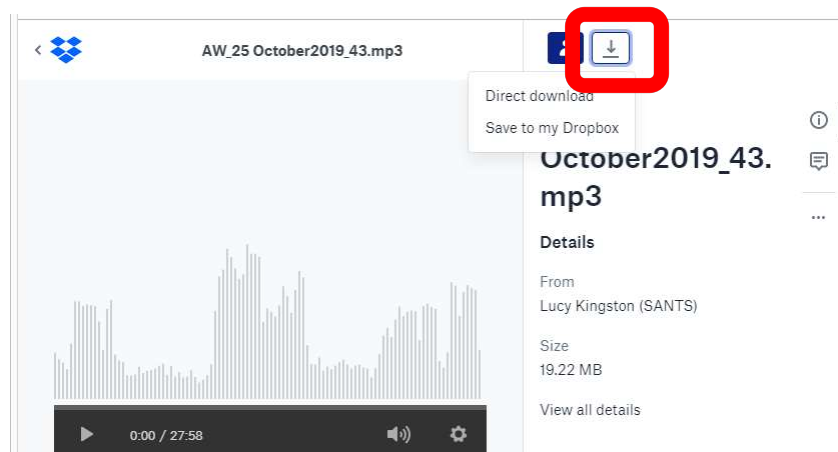 AW_25 October2019_43.mp3
Direct download
Save to my Dropbox
October2019_43.
mp3
Details
From
Lucy Kingston (SANTS)
Size
19.22 MB
View all details
0:00 / 27:58